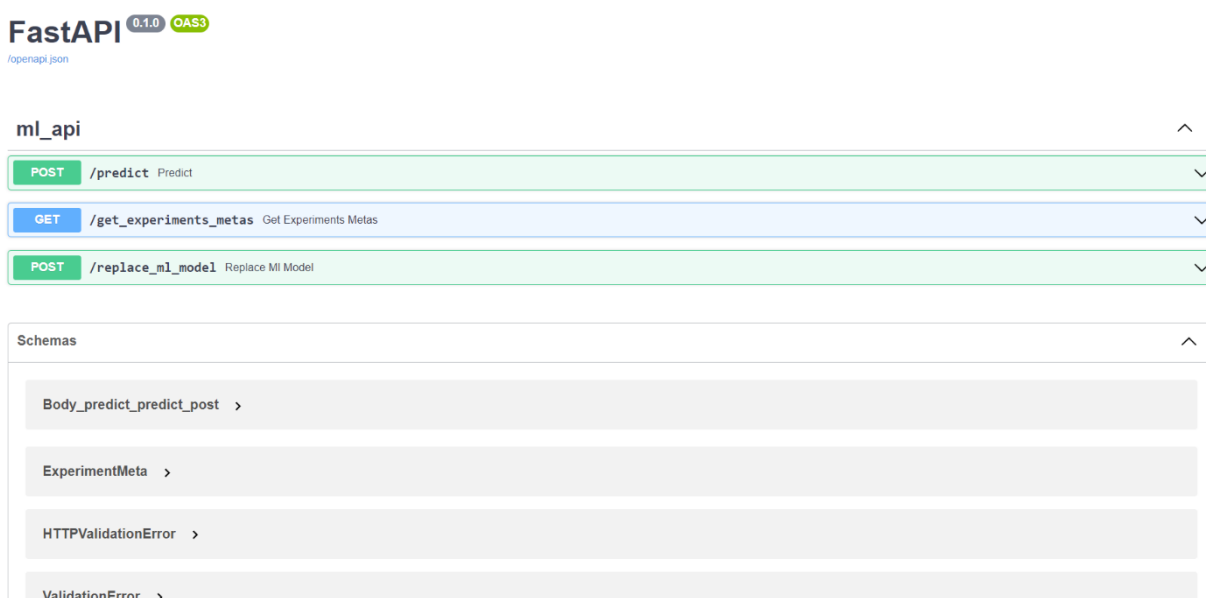 FastAPI 0.1.0 OAS3
/openapi.json
ml_api
POST /predict Predict
GET /get_experiments_metas Get Experiments Metas
POST /replace_ml_model Replace Ml Model
Schemas
Body_predict_predict_post
ExperimentMeta
HTTPValidationError
ValidationError